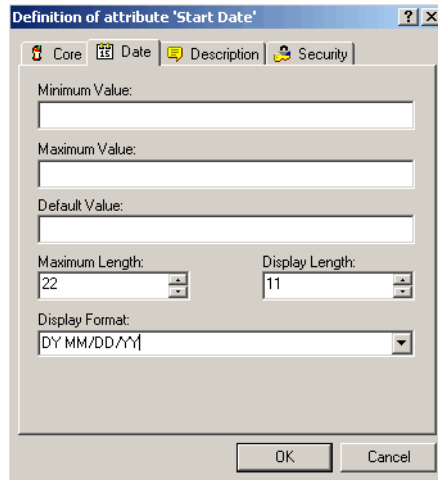 Definition of attribute 'Start Date'
Core Date Description Security
Minimum Value:
Maximum Value:
Default Value:
Maximum Length: Display Length:
22 11
Display Format:
DY MM/DD/YY
OK Cancel